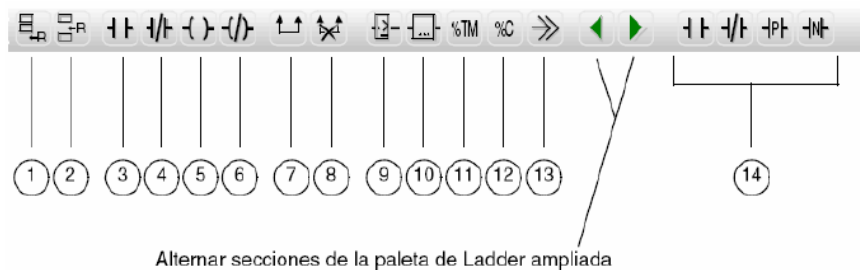 R R %TM %C P N
1 2 3 4 5 6 7 8 9 10 11 12 13 14
Alternar secciones de la paleta de Ladder ampliada